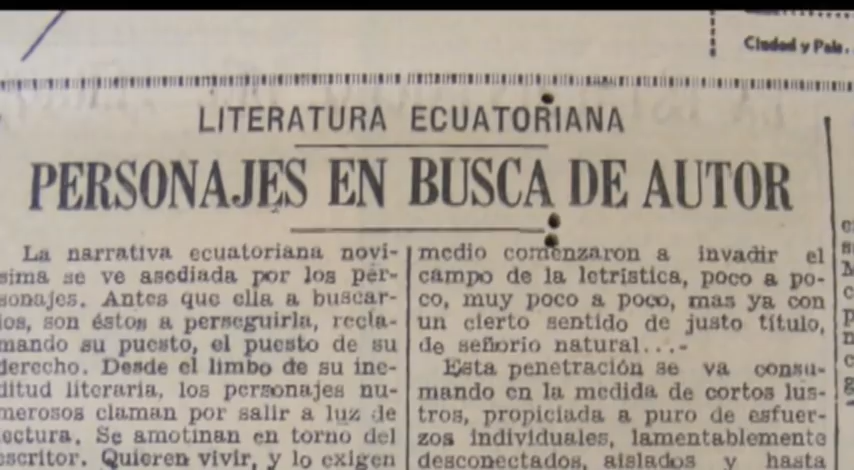 Ciudad y País.
LITERATURA ECUATORIANA
PERSONAJES EN BUSCA DE AUTOR
La narrativa ecuatoriana noví-
sima se ve asediada por los per-
sonajes. Antes que ella a buscar-
los, son éstos a perseguirla, recla-
mando su puesto, el puesto de su
derecho. Desde el limbo de su ine-
ditud literaria, los personajes nu-
merosos claman por salir a luz de
lectura. Se amotinan en torno del
escritor. Quieren vivir, y lo exigen
medio comenzaron a invadir el
campo de la letrística, poco a po-
co, muy poco a poco, mas ya con
un cierto sentido de justo título,
de señorío natural...-
Esta penetración se va consu-
mando en la medida de cortos lus-
tros, propiciada a puro de esfuer-
zos individuales, lamentablemente
desconectados, aislados y hasta